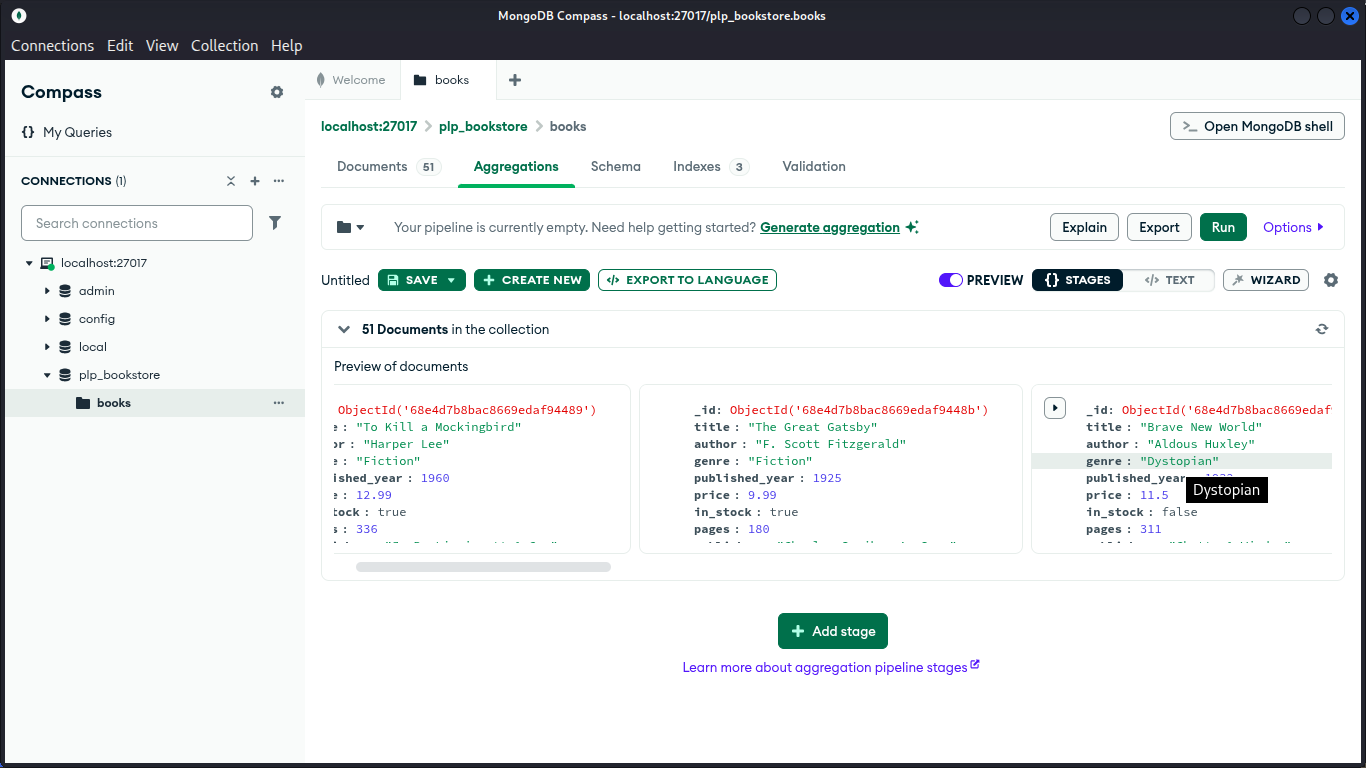 MongoDB Compass - localhost:27017/plp_bookstore.books
Connections Edit View Collection Help
Compass
{} My Queries
CONNECTIONS (1)
Search connections
localhost:27017
admin
config
local
plp_bookstore
books
Welcome
books
localhost:27017 > plp_bookstore > books
>_ Open MongoDB shell
Documents 51 Aggregations Schema Indexes 3 Validation
Your pipeline is currently empty. Need help getting started? Generate aggregation
Explain Export Run Options
Untitled SAVE + CREATE NEW </> EXPORT TO LANGUAGE PREVIEW {} STAGES </> TEXT WIZARD
51 Documents in the collection
Preview of documents
ObjectId('68e4d7b8bac8669edaf94489')
e : "To Kill a Mockingbird"
or : "Harper Lee"
e : "Fiction"
ished_year : 1960
e : 12.99
tock : true
s : 336
_id: ObjectId('68e4d7b8bac8669edaf9448b')
title : "The Great Gatsby"
author : "F. Scott Fitzgerald"
genre : "Fiction"
published_year : 1925
price : 9.99
in_stock : true
pages : 180
_id: ObjectId('68e4d7b8bac8669edaf9
title : "Brave New World"
author : "Aldous Huxley"
genre : "Dystopian"
published_year
price : 11.5
in_stock : false
pages : 311
Dystopian
+ Add stage
Learn more about aggregation pipeline stages